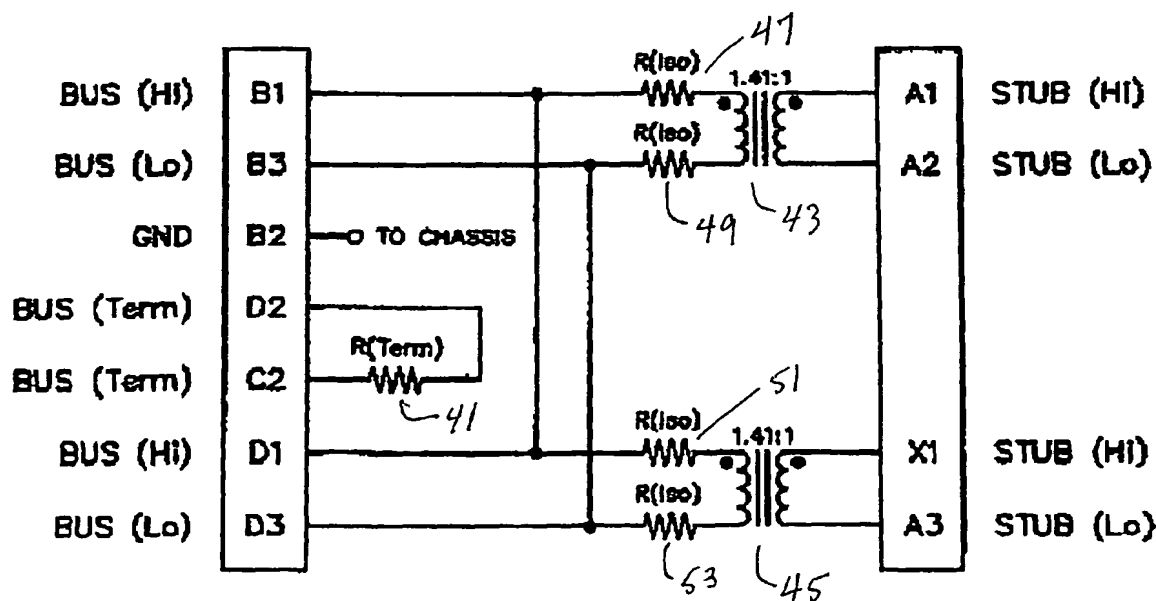 47
R(Iso) 1.41:1
BUS (Hi) B1 A1 STUB (Hi)
R(Iso)
BUS (Lo) B3 A2 STUB (Lo)
49 43
GND B2 TO CHASSIS
BUS (Term) D2
R(Term)
BUS (Term) C2
41
51
R(Iso) 1.41:1
BUS (Hi) D1 X1 STUB (Hi)
R(Iso)
BUS (Lo) D3 A3 STUB (Lo)
53 45